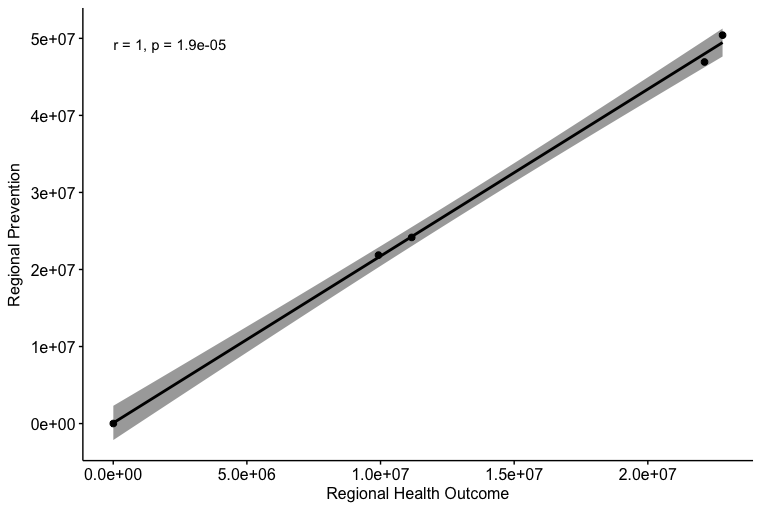 r = 1, p = 1.9e-05
5e+07
4e+07
3e+07
2e+07
1e+07
0e+00
Regional Prevention
0.0e+00 5.0e+06 1.0e+07 1.5e+07 2.0e+07
Regional Health Outcome